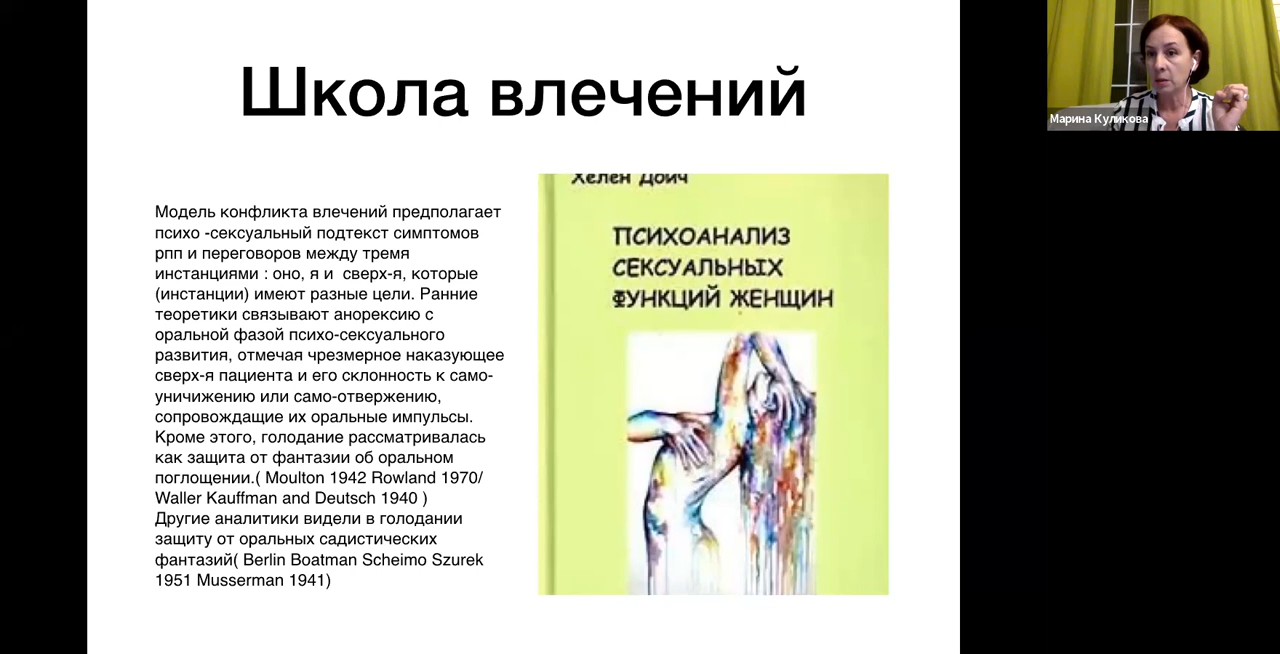 Школа влечений
Модель конфликта влечений предполагает
психо -сексуальный подтекст симптомов
рпп и переговоров между тремя
инстанциями : оно, я и  сверх-я, которые
(инстанции) имеют разные цели. Ранние
теоретики связывают анорексию с
оральной фазой психо-сексуального
развития, отмечая чрезмерное наказующее
сверх-я пациента и его склонность к само-
уничижению или само-отвержению,
сопровождащие их оральные импульсы.
Кроме этого, голодание рассматривалась
как защита от фантазии об оральном
поглощении.( Moulton 1942 Rowland 1970/
Waller Kauffman and Deutsch 1940 )
Другие аналитики видели в голодании
защиту от оральных садистических
фантазий( Berlin Boatman Scheimo Szurek
1951 Musserman 1941)
Хелен Дойч
ПСИХОАНАЛИЗ
СЕКСУАЛЬНЫХ
ФУНКЦИЙ ЖЕНЩИН
Марина Куликова